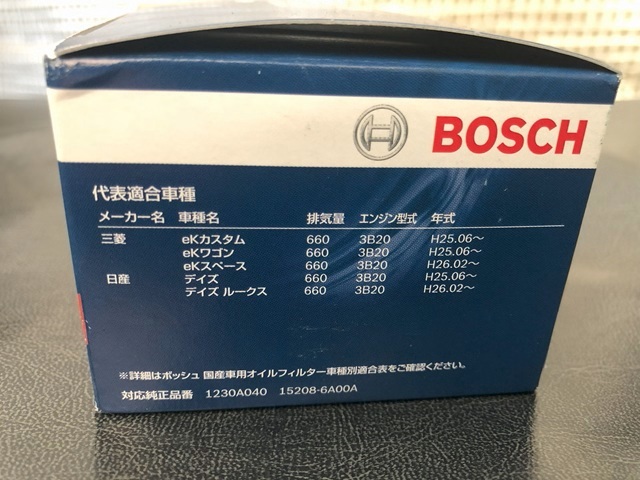 BOSCH
代表適合車種
メーカー名 車種名 排気量 エンジン型式 年式
三菱 eKカスタム 660 3B20 H25.06〜
eKワゴン 660 3B20 H25.06〜
eKスペース 660 3B20 H26.02〜
日産 デイズ 660 3B20 H25.06〜
デイズ ルークス 660 3B20 H26.02〜
※詳細はボッシュ 国産車用オイルフィルター車種別適合表をご確認ください。
対応純正品番 1230A040 15208-6A00A